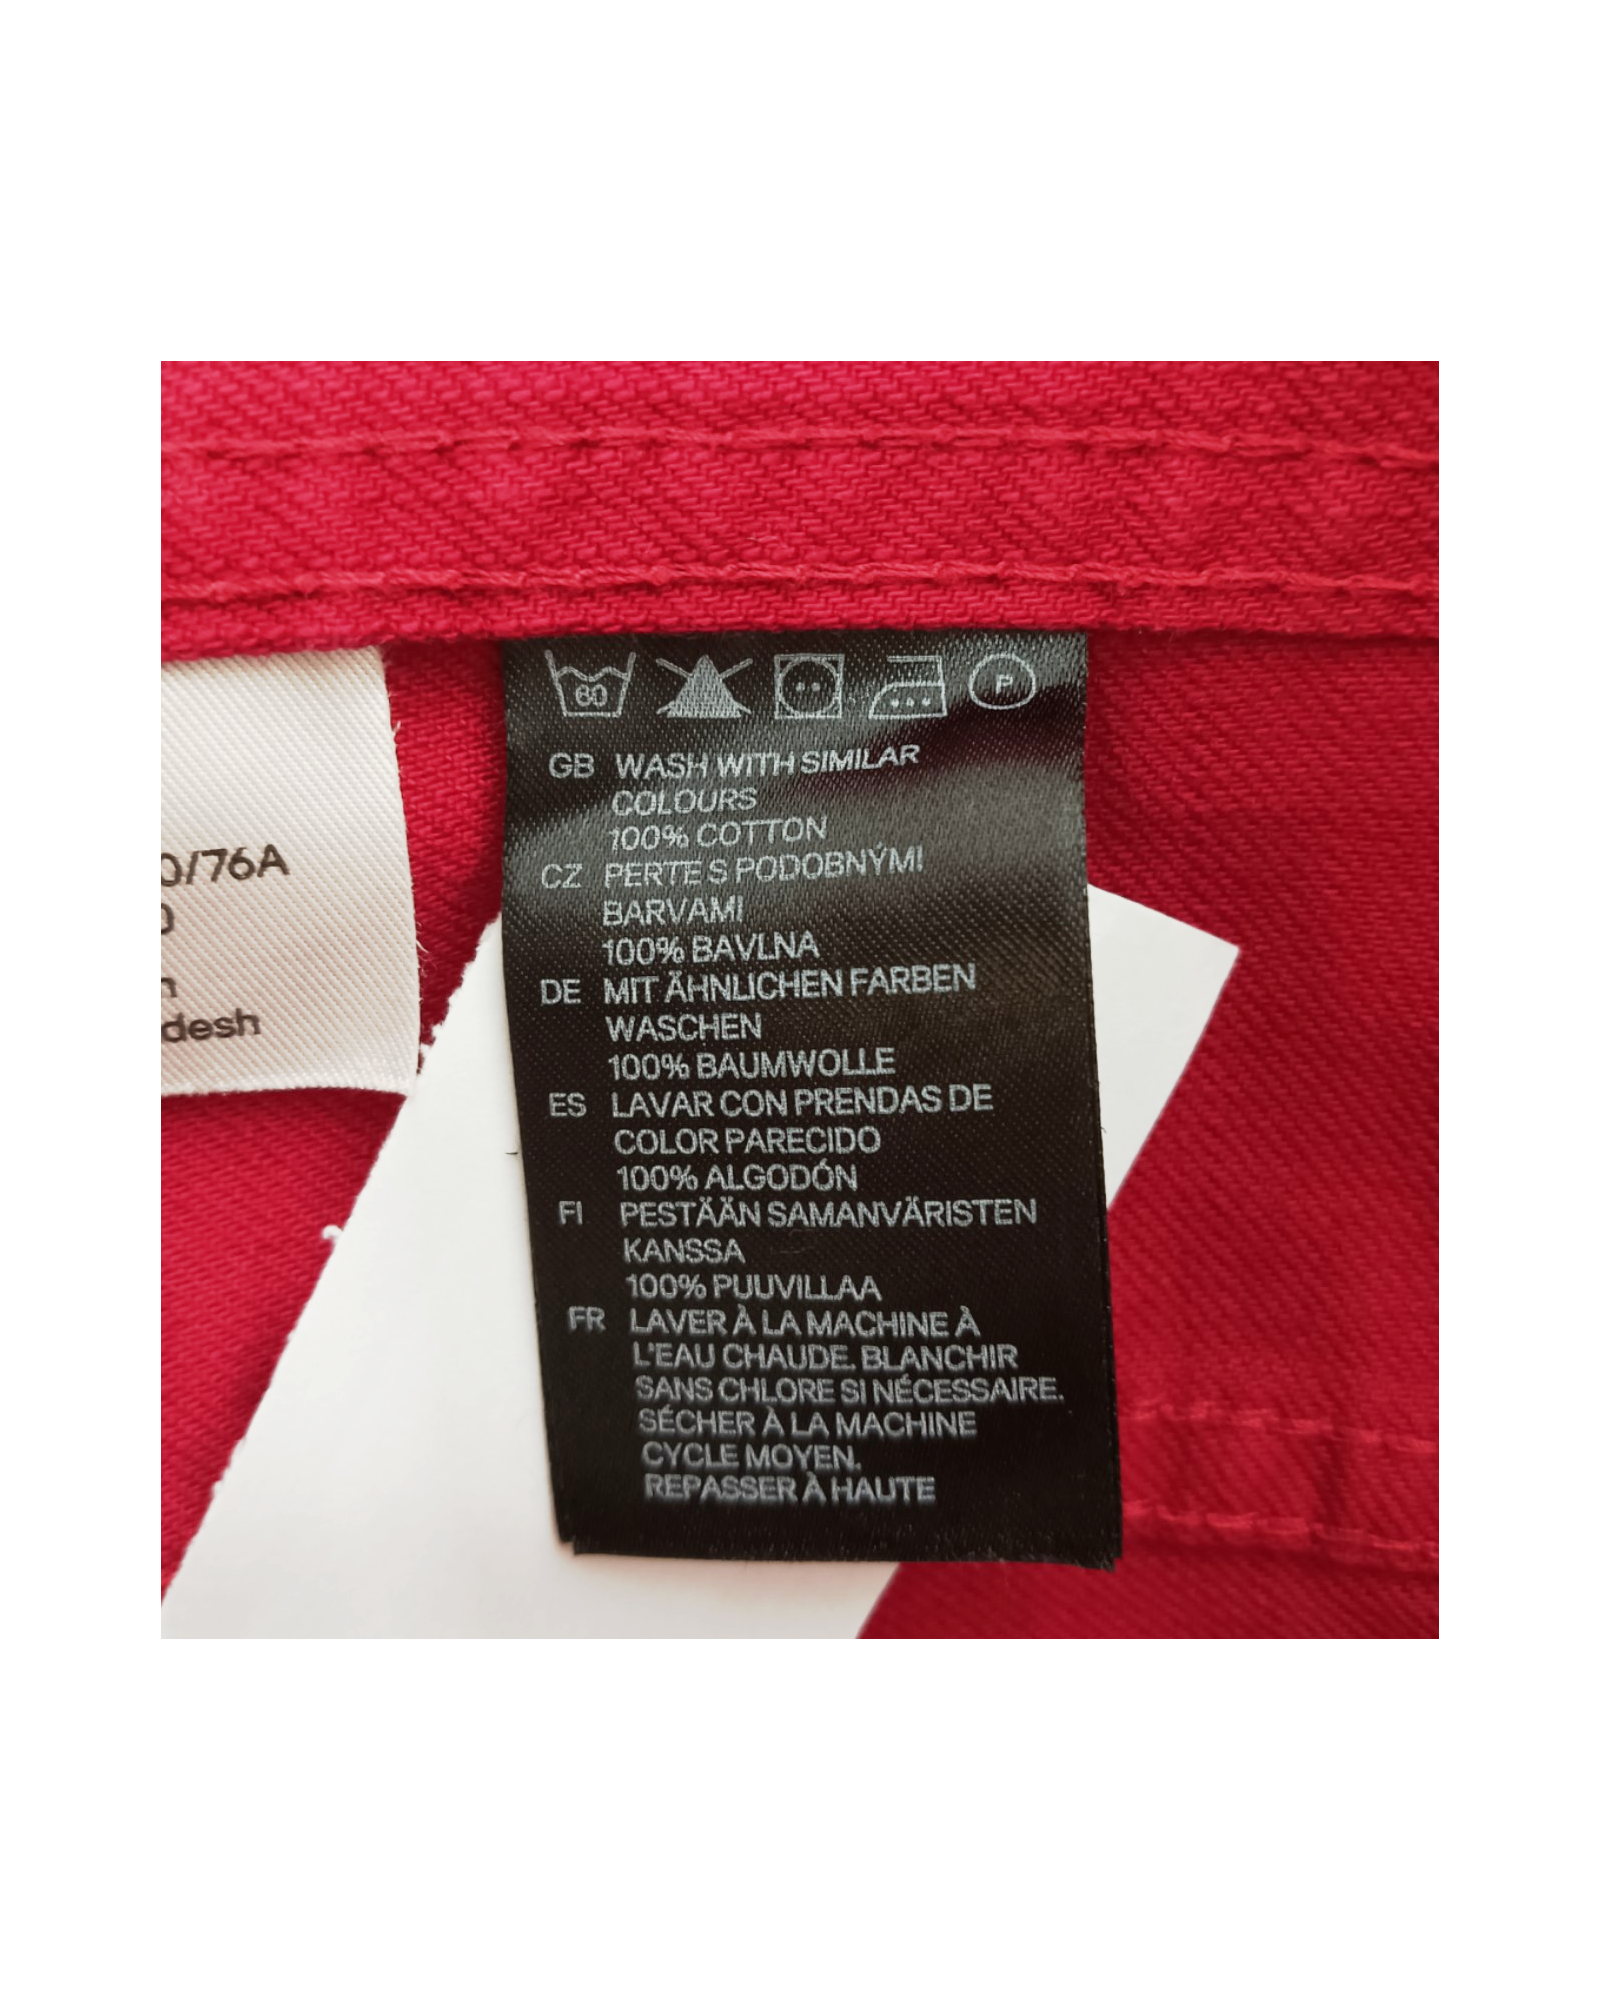 0/76A
desh
60
P
GB WASH WITH SIMILAR
COLOURS
100% COTTON
CZ PERTE S PODOBNÝMI
BARVAMI
100% BAVLNA
DE MIT ÄHNLICHEN FARBEN
WASCHEN
100% BAUMWOLLE
ES LAVAR CON PRENDAS DE
COLOR PARECIDO
100% ALGODÓN
FI PESTÄÄN SAMANVÄRISTEN
KANSSA
100% PUUVILLAA
FR LAVER À LA MACHINE À
L'EAU CHAUDE. BLANCHIR
SANS CHLORE SI NÉCESSAIRE.
SÉCHER À LA MACHINE
CYCLE MOYEN.
REPASSER À HAUTE